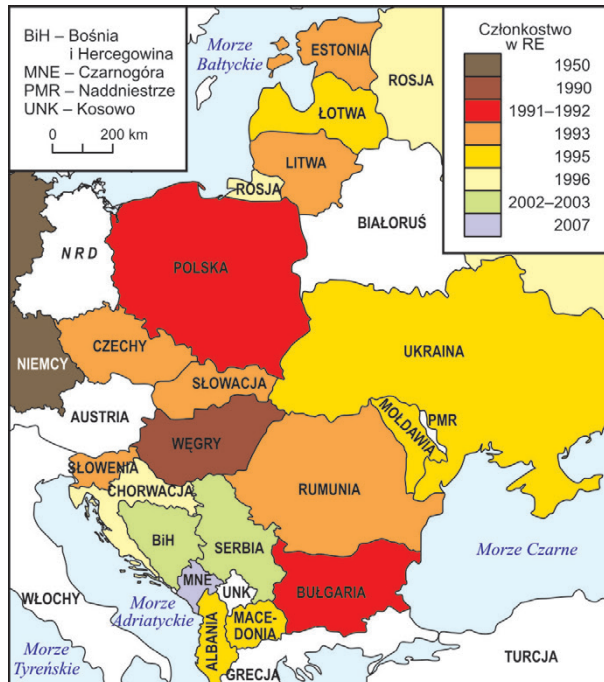 BiH – Bośnia
i Hercegowina
MNE – Czarnogóra
PMR – Naddniestrze
UNK – Kosowo
0 200 km
Członkostwo
w RE
1950
1990
1991–1992
1993
1995
1996
2002–2003
2007
Morze
Bałtyckie
ESTONIA
ROSJA
ŁOTWA
LITWA
ROSJA
BIAŁORUŚ
NRD
POLSKA
NIEMCY
CZECHY
UKRAINA
SŁOWACJA
AUSTRIA
MOŁDAWIA
PMR
WĘGRY
SŁOWENIA
CHORWACJA
RUMUNIA
BiH
SERBIA
Morze Czarne
MNE
UNK
BUŁGARIA
WŁOCHY
Morze
Adriatyckie
ALBANIA
MACE-
DONIA
Morze
Tyreńskie
GRECJA
TURCJA